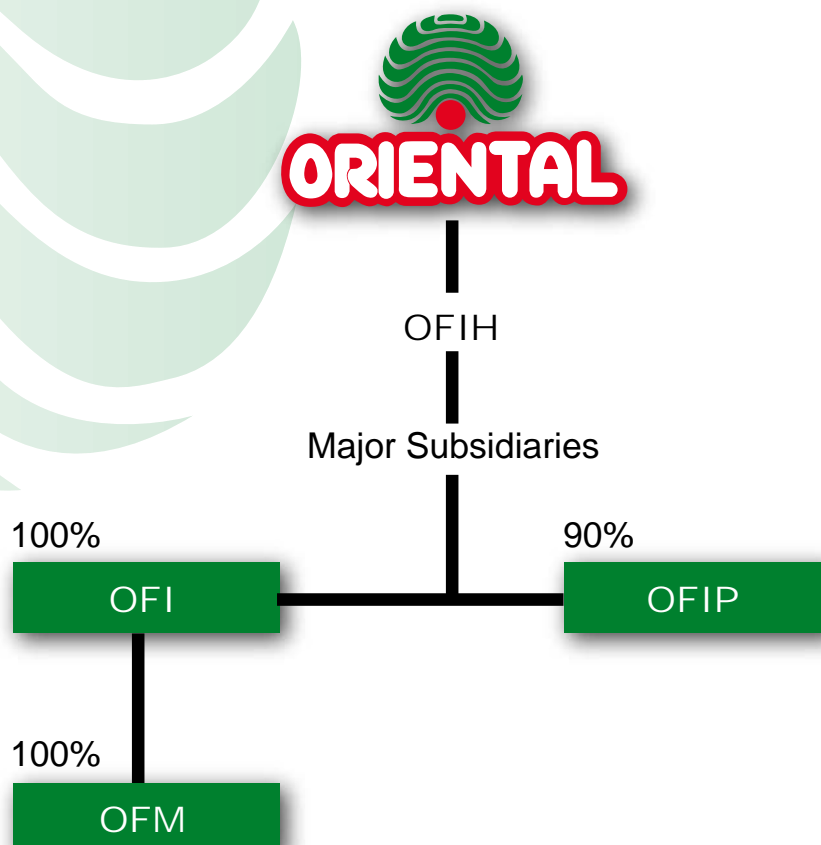 ORIENTAL
OFIH
Major Subsidiaries
100%
90%
OFI
OFIP
100%
OFM